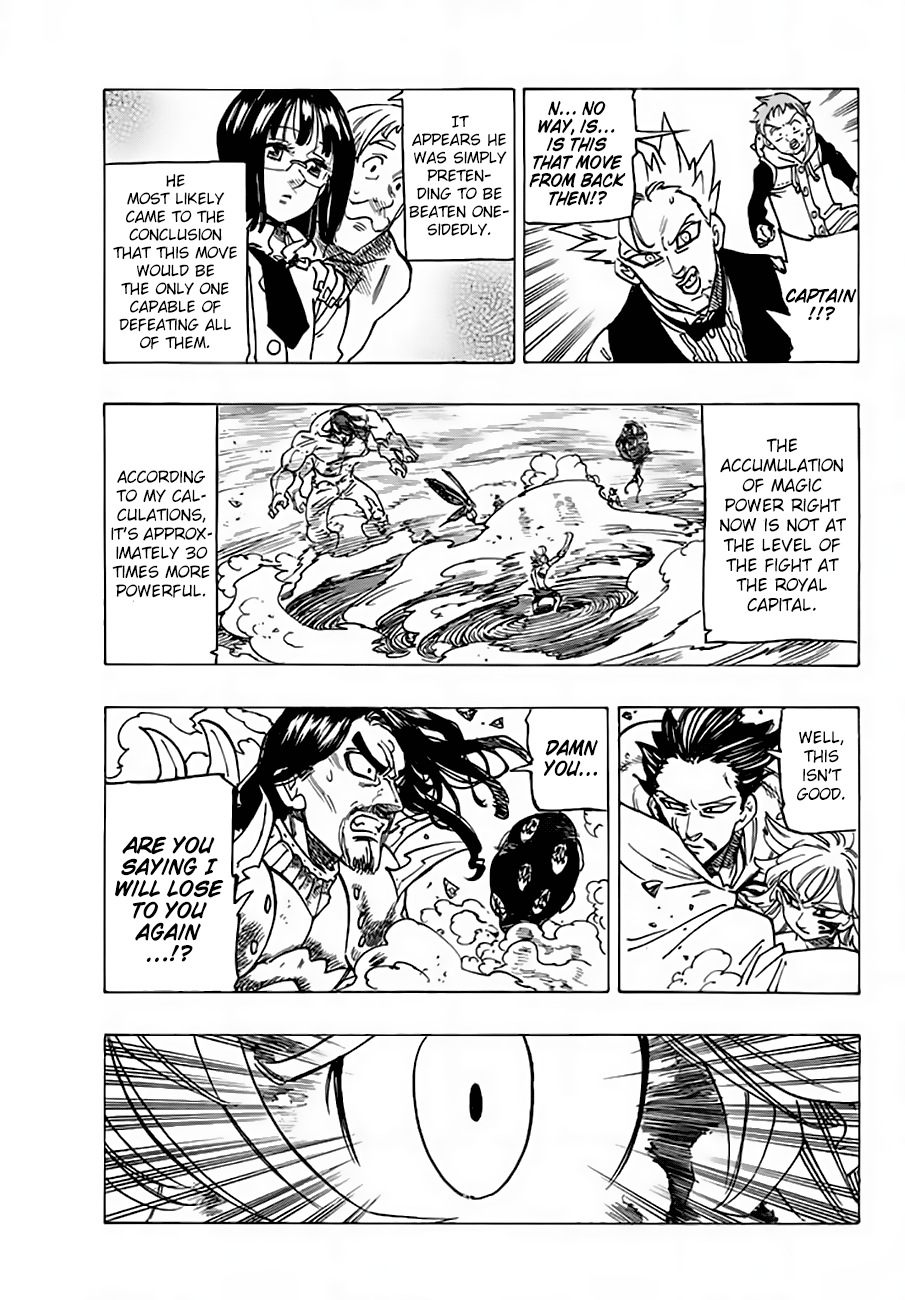 N... NO
WAY, IS...
IS THIS
THAT MOVE
FROM BACK
THEN!?
CAPTAIN
!!?
IT
APPEARS HE
WAS SIMPLY
PRETEN-
DING TO BE
BEATEN ONE-
SIDEDLY.
HE
MOST LIKELY
CAME TO THE
CONCLUSION
THAT THIS MOVE
WOULD BE
THE ONLY ONE
CAPABLE OF
DEFEATING ALL
OF THEM.
THE
ACCUMULATION
OF MAGIC
POWER RIGHT
NOW IS NOT AT
THE LEVEL OF
THE FIGHT AT
THE ROYAL
CAPITAL.
ACCORDING
TO MY CAL-
CULATIONS,
IT'S APPROX-
IMATELY 30
TIMES MORE
POWERFUL.
WELL,
THIS
ISN'T
GOOD.
DAMN
YOU...
ARE YOU
SAYING I
WILL LOSE
TO YOU
AGAIN
...!?